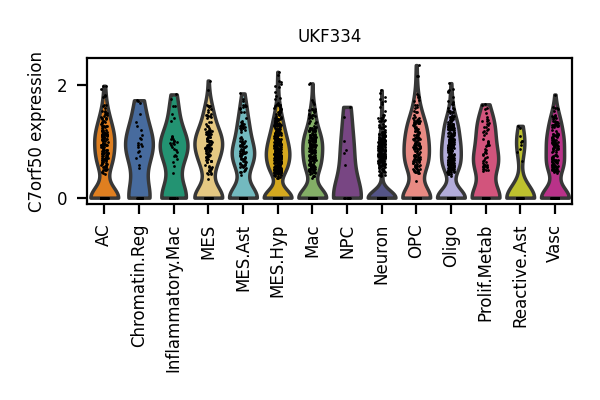 UKF334
C7orf50 expression
2
0
AC
Chromatin.Reg
Inflammatory.Mac
MES
MES.Ast
MES.Hyp
Mac
NPC
Neuron
OPC
Oligo
Prolif.Metab
Reactive.Ast
Vasc